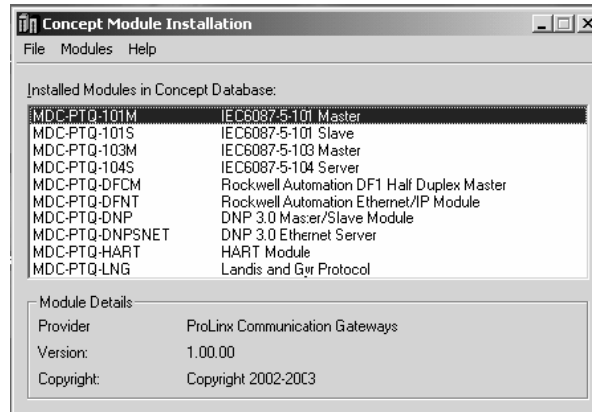 Concept Module Installation
File Modules Help
Installed Modules in Concept Database:
MDC-PTQ-101M IEC6087-5-101 Master
MDC-PTQ-101S IEC6087-5-101 Slave
MDC-PTQ-103M IEC6087-5-103 Master
MDC-PTQ-104S IEC6087-5-104 Server
MDC-PTQ-DFCM Rockwell Automation DF1 Half Duplex Master
MDC-PTQ-DFNT Rockwell Automation Ethernet/IP Module
MDC-PTQ-DNP DNP 3.0 Master/Slave Module
MDC-PTQ-DNPSNET DNP 3.0 Ethernet Server
MDC-PTQ-HART HART Module
MDC-PTQ-LNG Landis and Gyr Protocol
Module Details
Provider ProLinx Communication Gateways
Version: 1.00.00
Copyright: Copyright 2002-2003